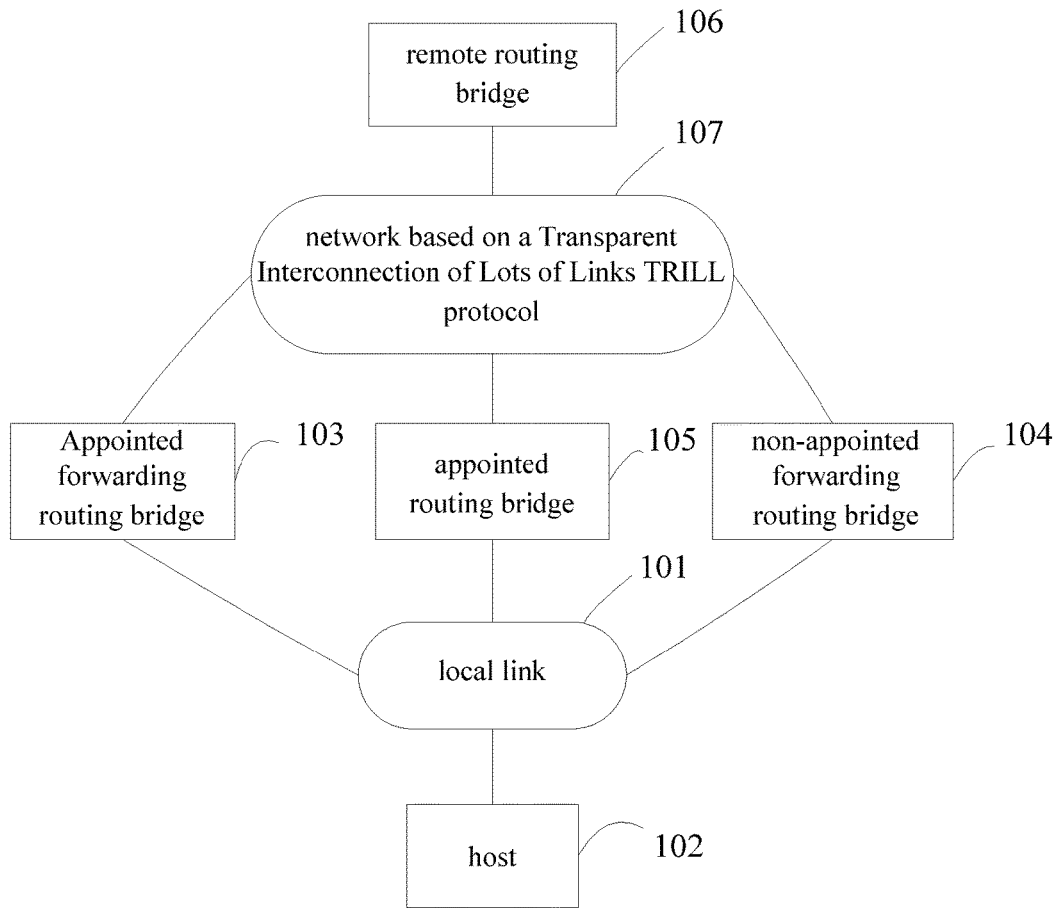 106
remote routing
bridge
107
network based on a Transparent
Interconnection of Lots of Links TRILL
protocol
Appointed
forwarding
routing bridge
103
appointed
routing bridge
105
non-appointed
forwarding
routing bridge
104
101
local link
host
102